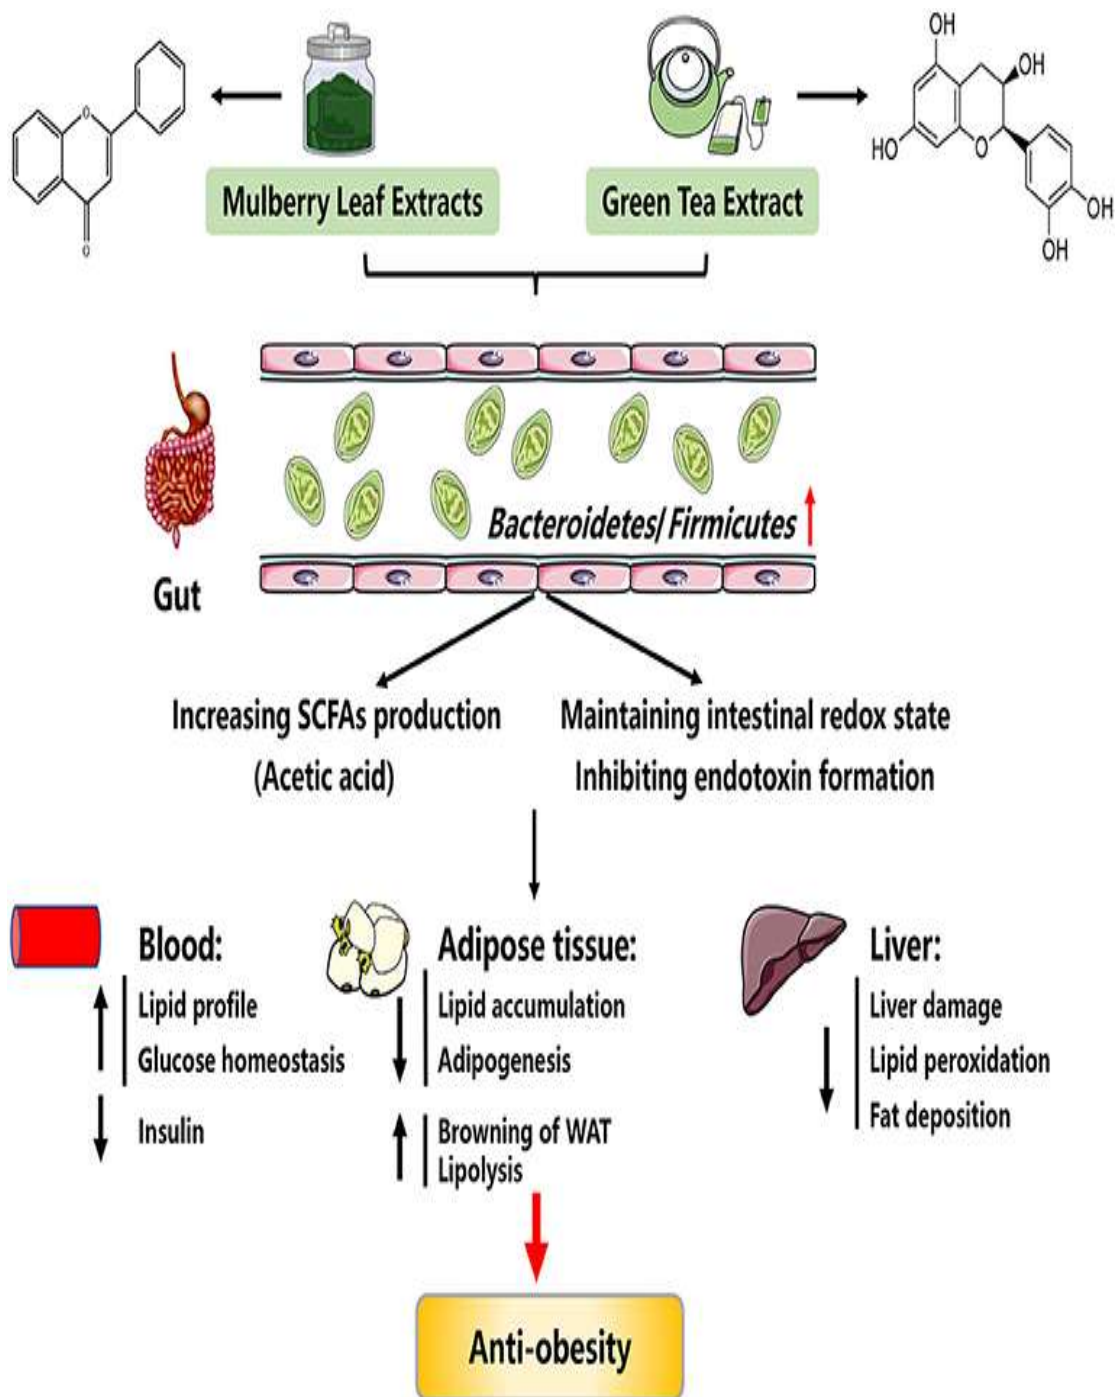 O
O
OH
OH
HO
O
OH
OH
Mulberry Leaf Extracts
Green Tea Extract
Bacteroidetes/Firmicutes
Gut
Increasing SCFAs production
(Acetic acid)
Maintaining intestinal redox state
Inhibiting endotoxin formation
Blood:
Lipid profile
Glucose homeostasis
Insulin
Adipose tissue:
Lipid accumulation
Adipogenesis
Browning of WAT
Lipolysis
Liver:
Liver damage
Lipid peroxidation
Fat deposition
Anti-obesity